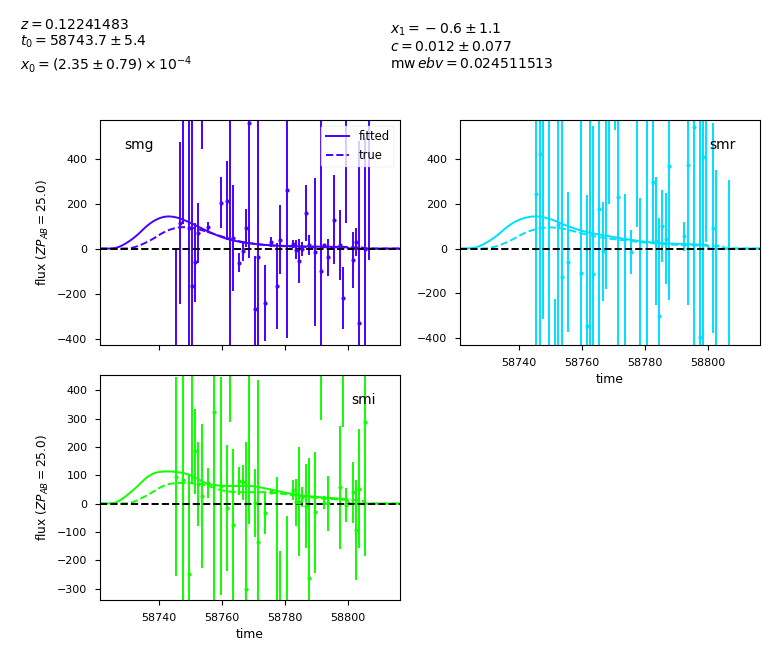 z = 0.12241483
t₀ = 58743.7 ± 5.4
x₀ = (2.35 ± 0.79) × 10⁻⁴
x₁ = −0.6 ± 1.1
c = 0.012 ± 0.077
mw ebv = 0.024511513
smg
fitted
true
400
200
0
−200
−400
flux (ZP_AB = 25.0)
smr
400
200
0
−200
−400
58740 58760 58780 58800
time
smi
400
300
200
100
0
−100
−200
−300
flux (ZP_AB = 25.0)
58740 58760 58780 58800
time